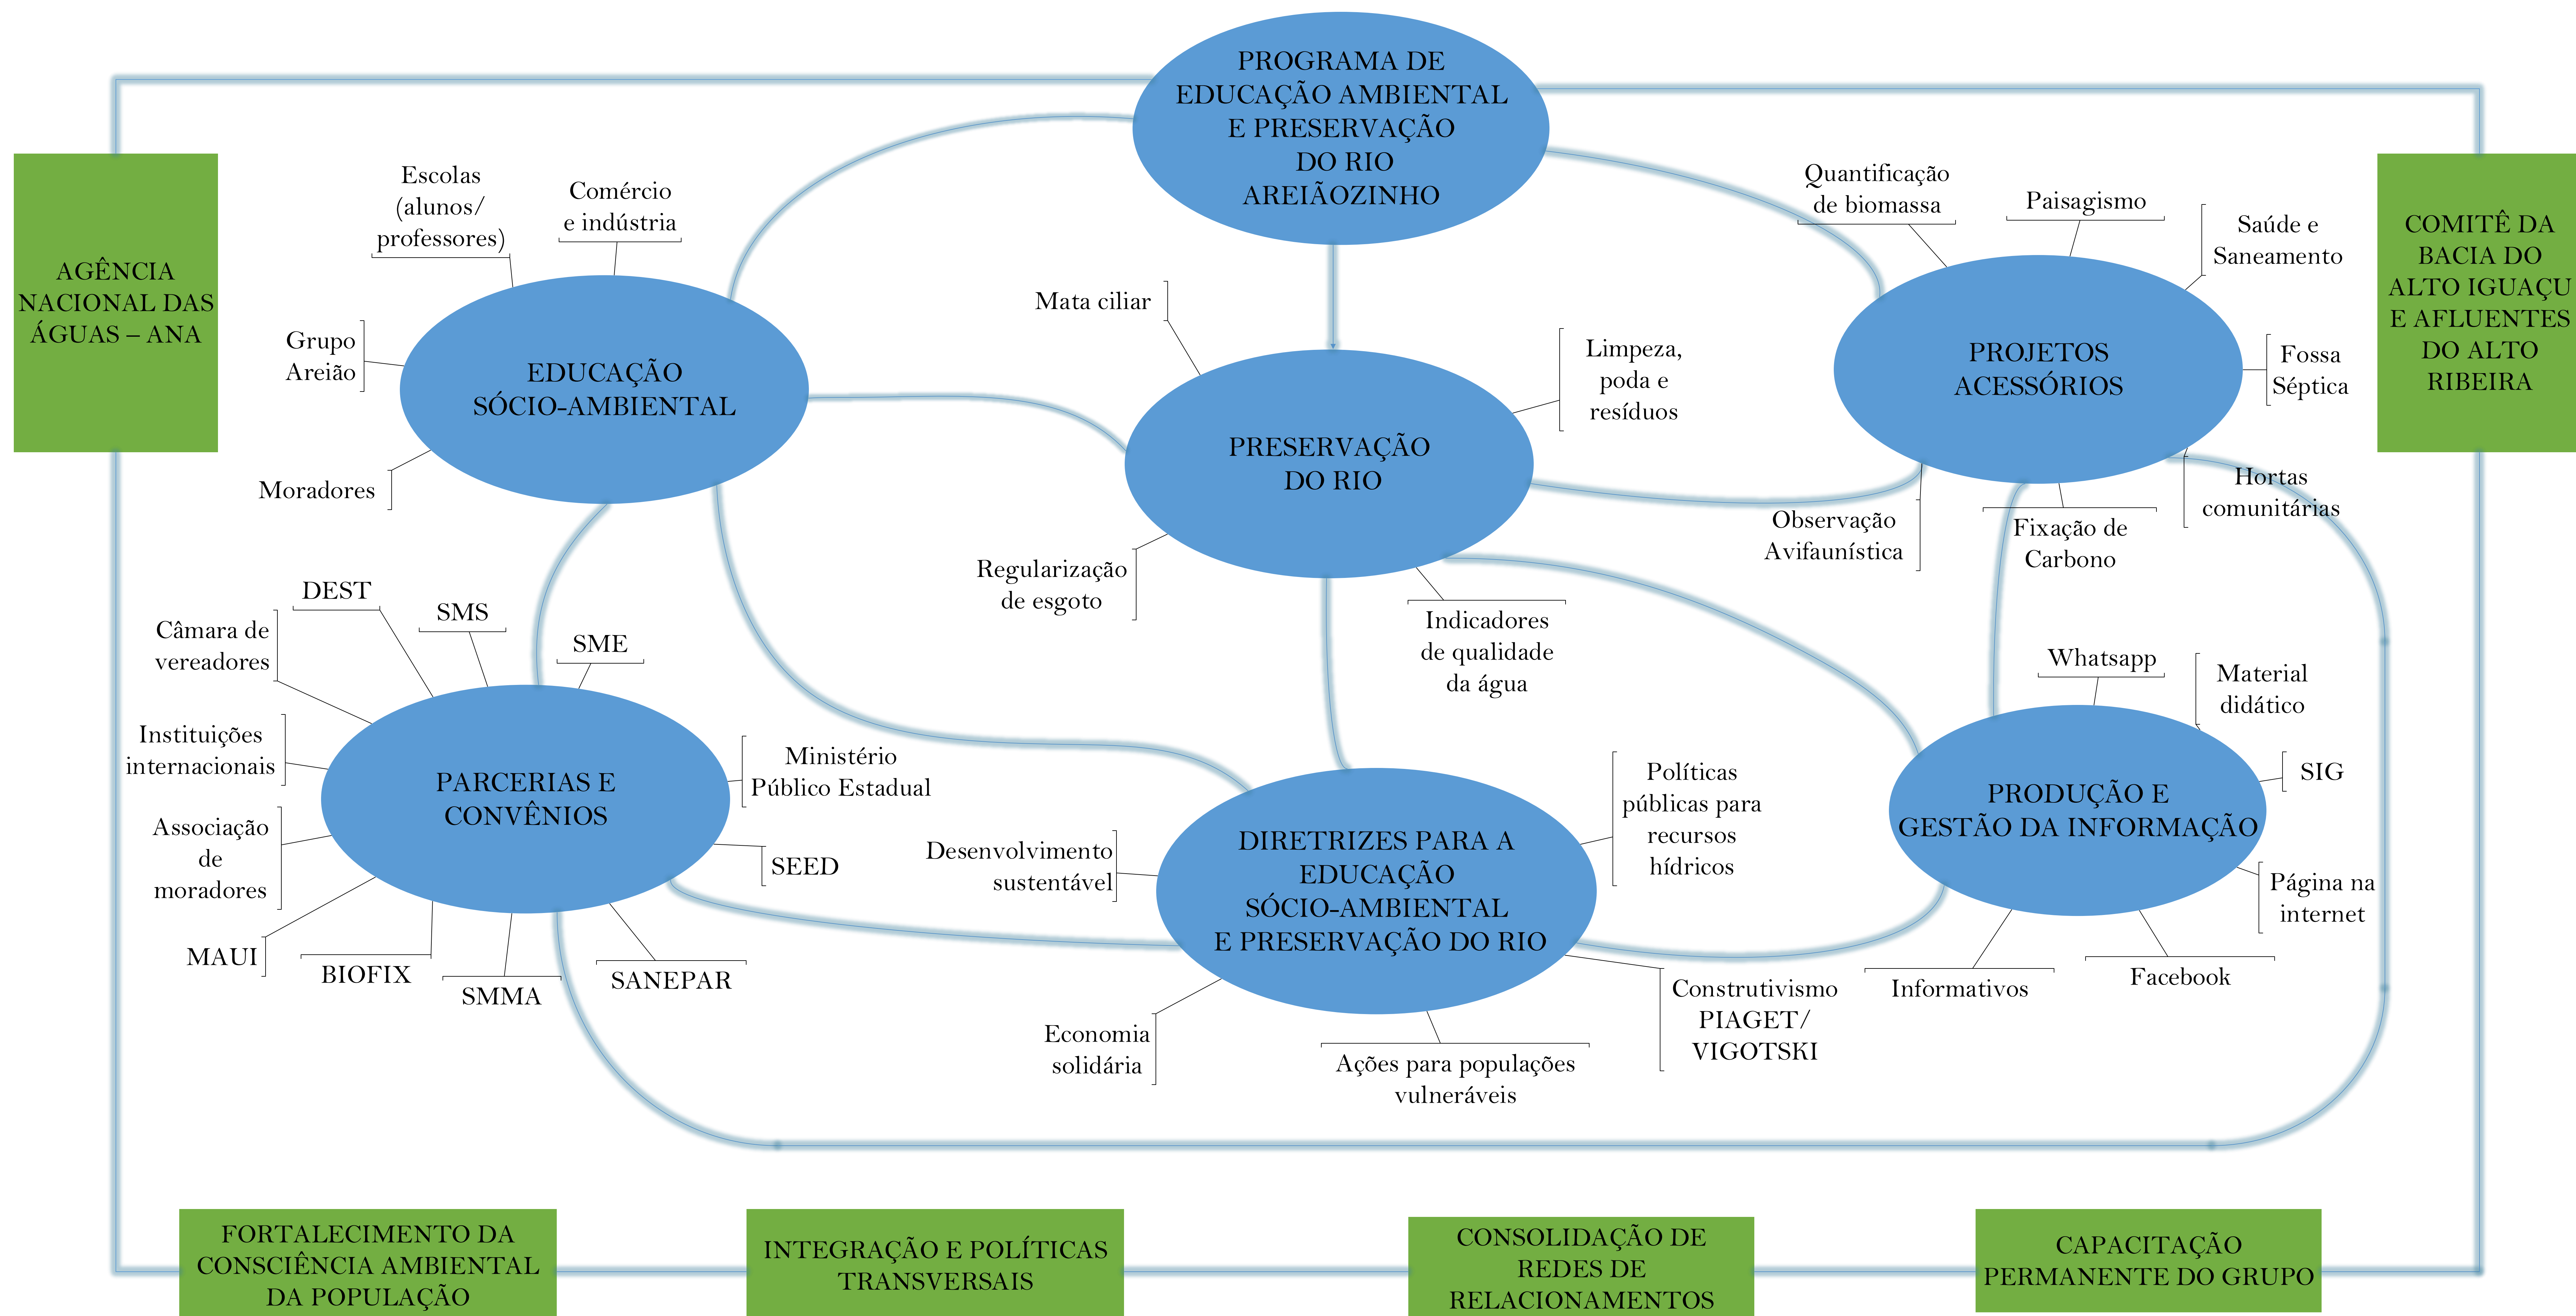 PROGRAMA DE
EDUCAÇÃO AMBIENTAL
E PRESERVAÇÃO
DO RIO
AREIÃOZINHO
AGÊNCIA
NACIONAL DAS
ÁGUAS – ANA
COMITÊ DA
BACIA DO
ALTO IGUAÇU
E AFLUENTES
DO ALTO
RIBEIRA
Escolas
(alunos/
professores)
Comércio
e indústria
Grupo
Areião
Moradores
EDUCAÇÃO
SÓCIO-AMBIENTAL
Mata ciliar
Limpeza,
poda e
resíduos
PRESERVAÇÃO
DO RIO
Regularização
de esgoto
Indicadores
de qualidade
da água
Quantificação
de biomassa
Paisagismo
Saúde e
Saneamento
Fossa
Séptica
PROJETOS
ACESSÓRIOS
Hortas
comunitárias
Observação
Avifaunística
Fixação de
Carbono
DEST
SMS
SME
Câmara de
vereadores
Instituições
internacionais
Associação
de
moradores
MAUI
BIOFIX
SMMA
SANEPAR
SEED
Ministério
Público Estadual
PARCERIAS E
CONVÊNIOS
Desenvolvimento
sustentável
Políticas
públicas para
recursos
hídricos
DIRETRIZES PARA A
EDUCAÇÃO
SÓCIO-AMBIENTAL
E PRESERVAÇÃO DO RIO
Economia
solidária
Ações para populações
vulneráveis
Construtivismo
PIAGET/
VIGOTSKI
Whatsapp
Material
didático
SIG
PRODUÇÃO E
GESTÃO DA INFORMAÇÃO
Página na
internet
Informativos
Facebook
FORTALECIMENTO DA
CONSCIÊNCIA AMBIENTAL
DA POPULAÇÃO
INTEGRAÇÃO E POLÍTICAS
TRANSVERSAIS
CONSOLIDAÇÃO DE
REDES DE
RELACIONAMENTOS
CAPACITAÇÃO
PERMANENTE DO GRUPO